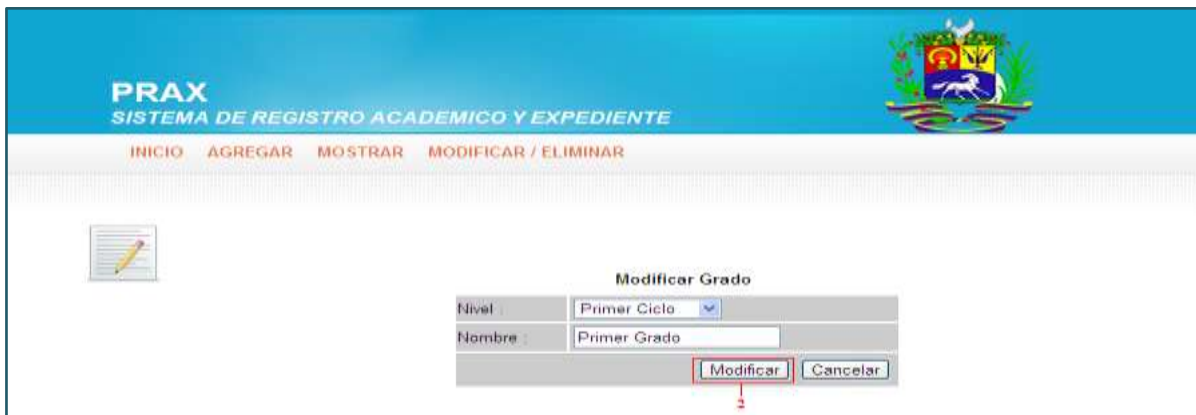 PRAX
SISTEMA DE REGISTRO ACADEMICO Y EXPEDIENTE
INICIO AGREGAR MOSTRAR MODIFICAR / ELIMINAR
Modificar Grado
Nivel : Primer Ciclo
Nombre : Primer Grado
Modificar Cancelar
2